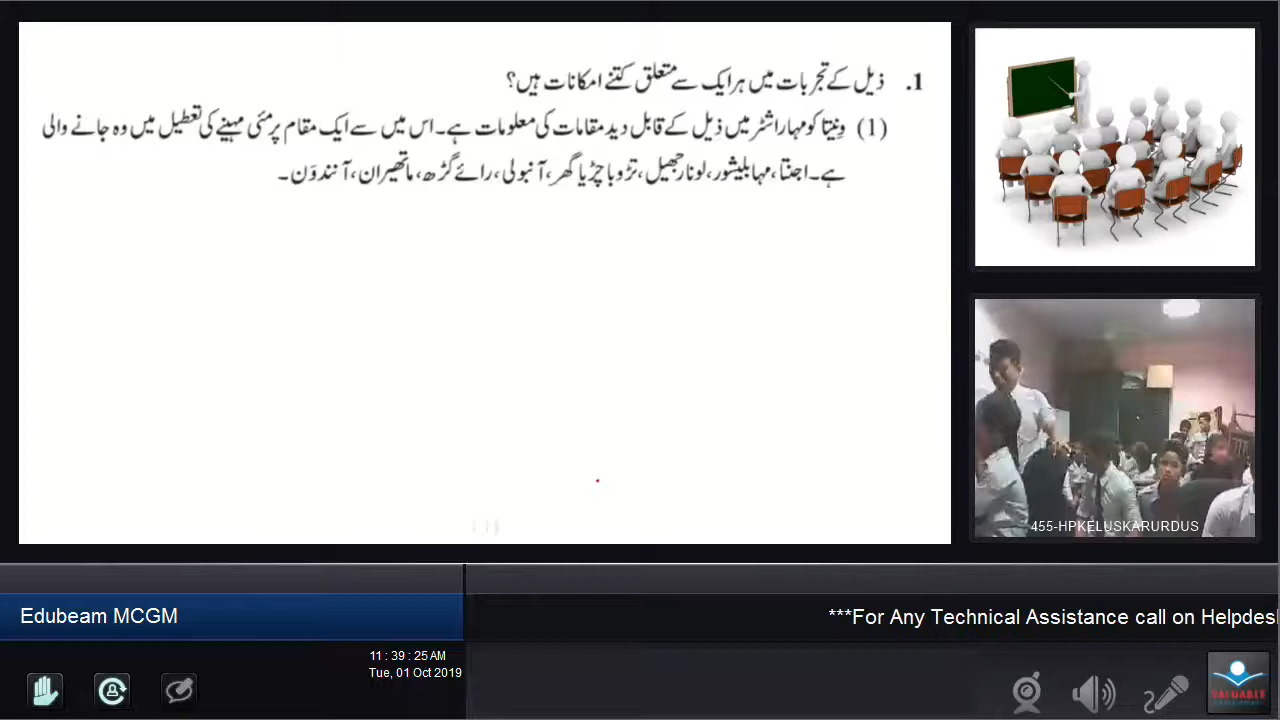 1. ذیل کے تجربات میں ہر ایک سے متعلق کتنے امکانات ہیں؟
(1) وِنیتا کو مہاراشٹر میں ذیل کے قابل دید مقامات کی معلومات ہے۔ اس میں سے ایک مقام پر مئی مہینے کی تعطیل میں وہ جانے والی
ہے۔ اجنتا، مہابلیشور، لونار جھیل، تڑوبا چڑیا گھر، آنبولی، رائے گڑھ، ماتھیران، آنندوَن۔
455-HPKELUSKARURDUS
Edubeam MCGM
***For Any Technical Assistance call on Helpdes
11 : 39 : 25 AM
Tue, 01 Oct 2019
VALUABLE